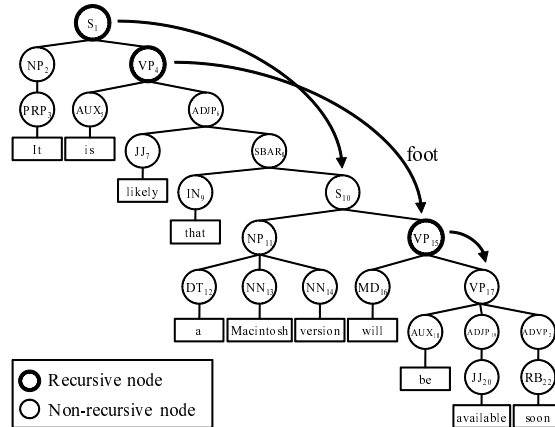 S1
NP2 VP4
PRP3 AUX5 ADJP6
It is JJ7 SBAR8
likely IN9 S10
that NP11 VP15
DT12 NN13 NN14 MD16 VP17
a Macintosh version will AUX18 ADJP19 ADVP2
be JJ20 RB22
available soon
foot
Recursive node
Non-recursive node